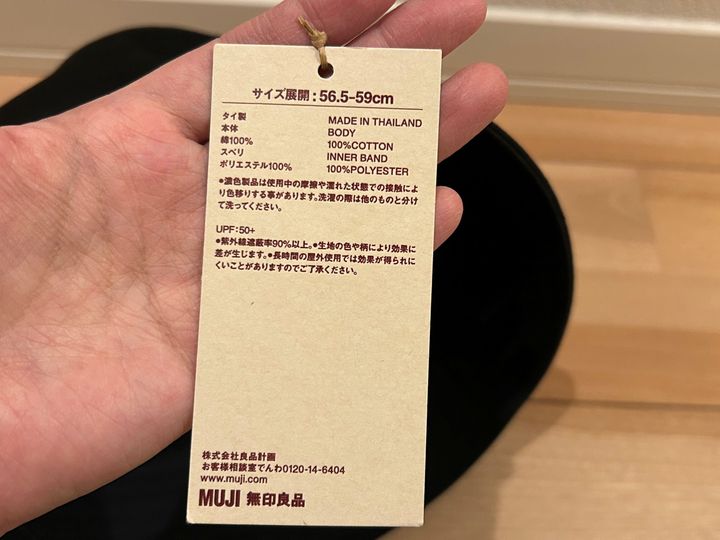 サイズ展開 : 56.5-59cm
タイ製 MADE IN THAILAND
本体 BODY
綿100% 100%COTTON
スベリ INNER BAND
ポリエステル100% 100%POLYESTER
●濃色製品は使用中の摩擦や濡れた状態での接触によ
り色移りする事があります。洗濯の際は他のものと分け
て洗ってください。
UPF:50+
●紫外線遮蔽率90%以上。●生地の色や柄により効果に
差が生じます。●長時間の屋外使用では効果が得られに
くいことがありますのでご了承ください。
株式会社良品計画
お客様相談室でんわ0120-14-6404
www.muji.com
MUJI 無印良品